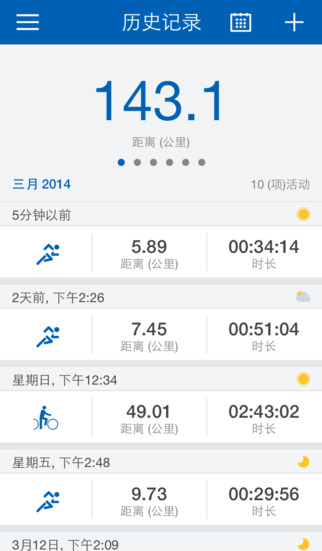 历史记录
143.1
距离 (公里)
三月 2014
10 (项)活动
5分钟以前
5.89
00:34:14
距离 (公里)
时长
2天前, 下午2:26
7.45
00:51:04
距离 (公里)
时长
星期日, 下午12:34
49.01
02:43:02
距离 (公里)
时长
星期五, 下午2:48
9.73
00:29:56
距离 (公里)
时长
3月12日, 下午2:09